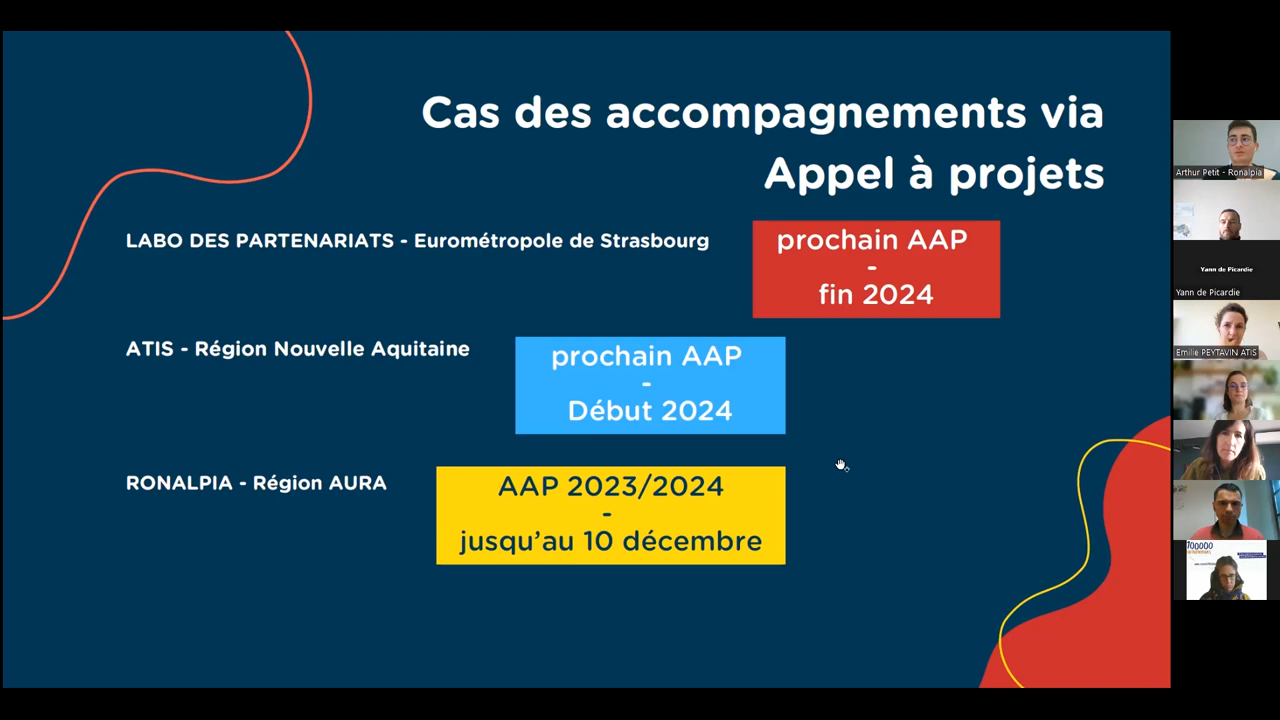 Cas des accompagnements via
Appel à projets
LABO DES PARTENARIATS - Eurométropole de Strasbourg
prochain AAP
-
fin 2024
ATIS - Région Nouvelle Aquitaine
prochain AAP
-
Début 2024
RONALPIA - Région AURA
AAP 2023/2024
-
jusqu'au 10 décembre
Arthur Petit - Ronalpia
Yann de Picardie
Yann de Picardie
Emilie PEYTAVIN ATIS
100000